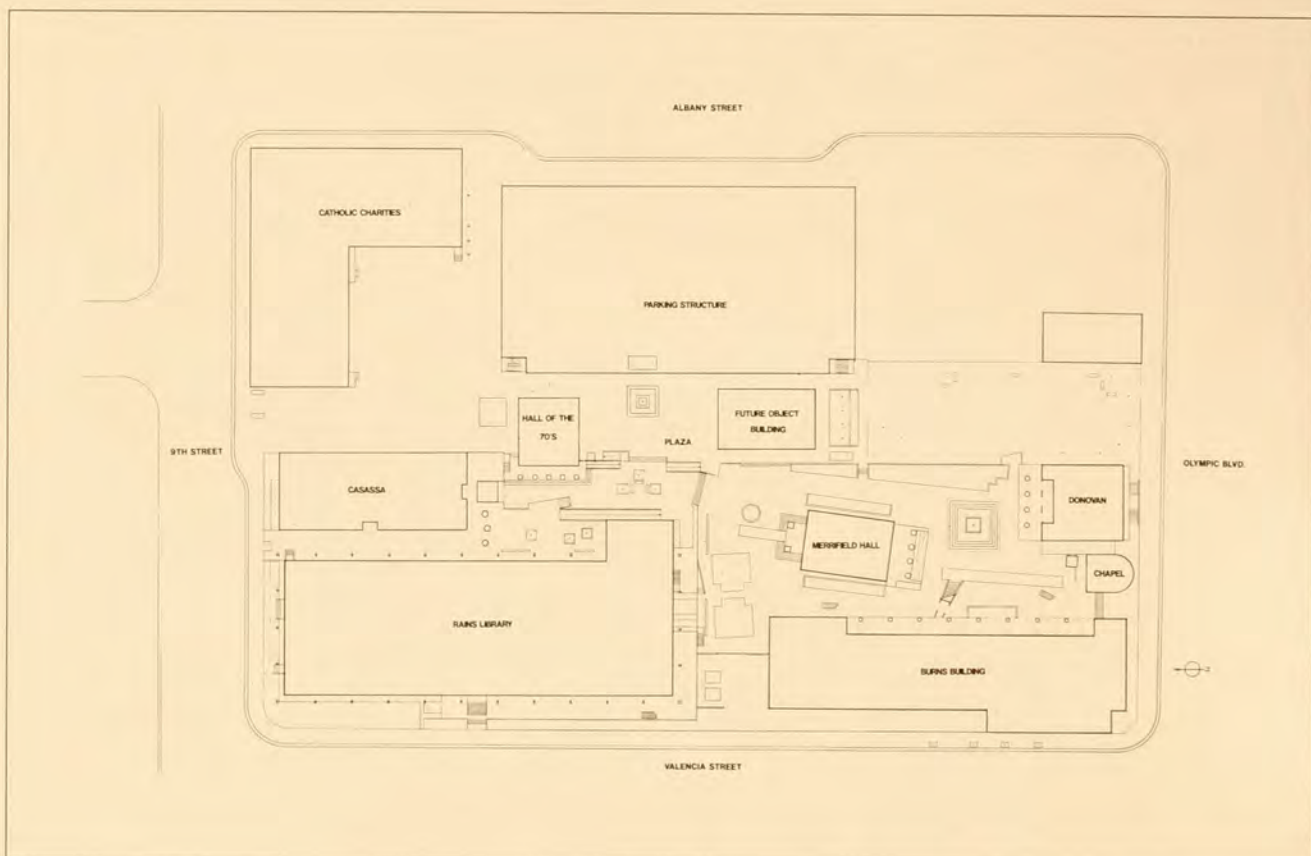 ALBANY STREET
CATHOLIC CHARITIES
PARKING STRUCTURE
HALL OF THE
70'S
FUTURE OBJECT
BUILDING
PLAZA
9TH STREET
OLYMPIC BLVD.
CASASSA
DONOVAN
MERRIFIELD HALL
CHAPEL
RAINS LIBRARY
BURNS BUILDING
VALENCIA STREET